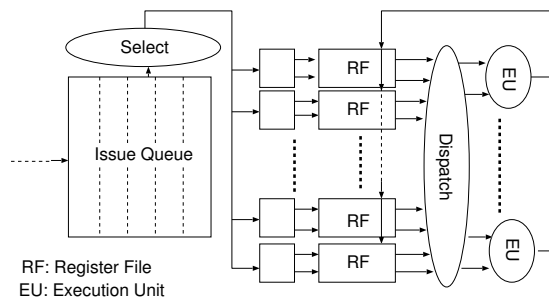 Select
Issue Queue
RF
RF
RF
RF
Dispatch
EU
EU
RF: Register File
EU: Execution Unit